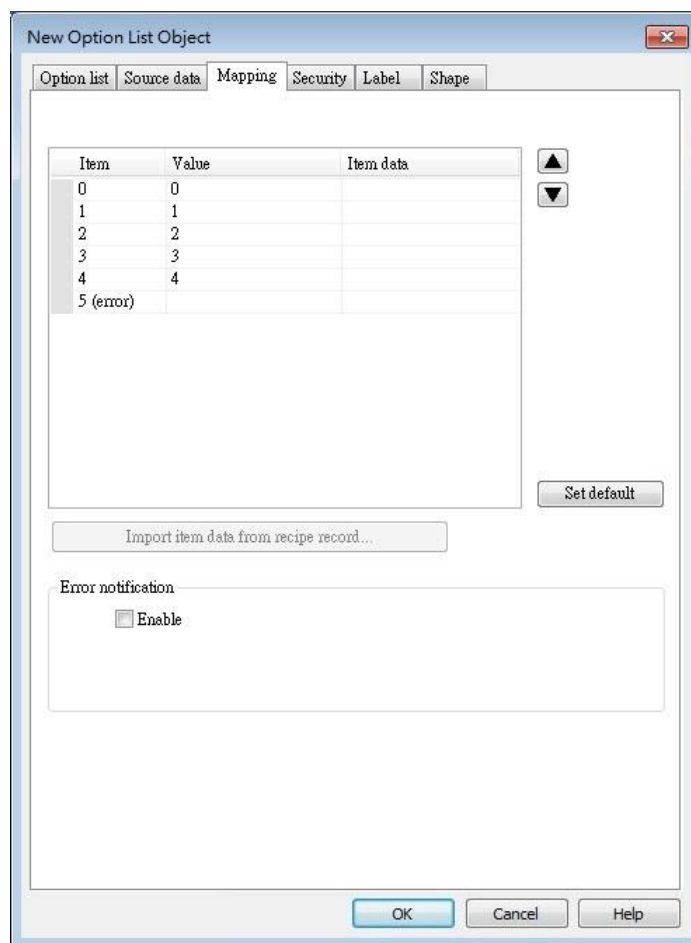 New Option List Object
Option list Source data Mapping Security Label Shape
Item Value Item data
0 0
1 1
2 2
3 3
4 4
5 (error)
Set default
Import item data from recipe record...
Error notification
Enable
OK Cancel Help